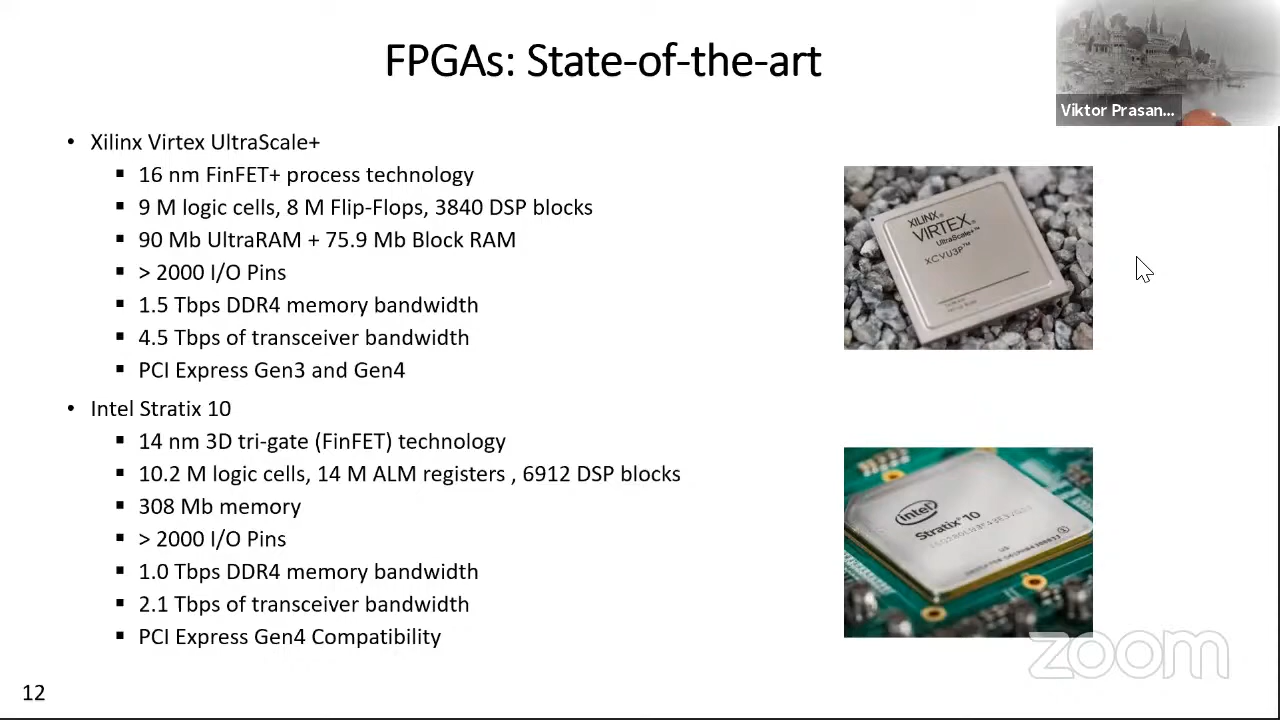 FPGAs: State-of-the-art
Viktor Prasan...
• Xilinx Virtex UltraScale+
▪ 16 nm FinFET+ process technology
▪ 9 M logic cells, 8 M Flip-Flops, 3840 DSP blocks
▪ 90 Mb UltraRAM + 75.9 Mb Block RAM
▪ > 2000 I/O Pins
▪ 1.5 Tbps DDR4 memory bandwidth
▪ 4.5 Tbps of transceiver bandwidth
▪ PCI Express Gen3 and Gen4
XILINX®
VIRTEX®
UltraScale+™
XCVU3P™
• Intel Stratix 10
▪ 14 nm 3D tri-gate (FinFET) technology
▪ 10.2 M logic cells, 14 M ALM registers , 6912 DSP blocks
▪ 308 Mb memory
▪ > 2000 I/O Pins
▪ 1.0 Tbps DDR4 memory bandwidth
▪ 2.1 Tbps of transceiver bandwidth
▪ PCI Express Gen4 Compatibility
intel
Stratix® 10
zoom
12